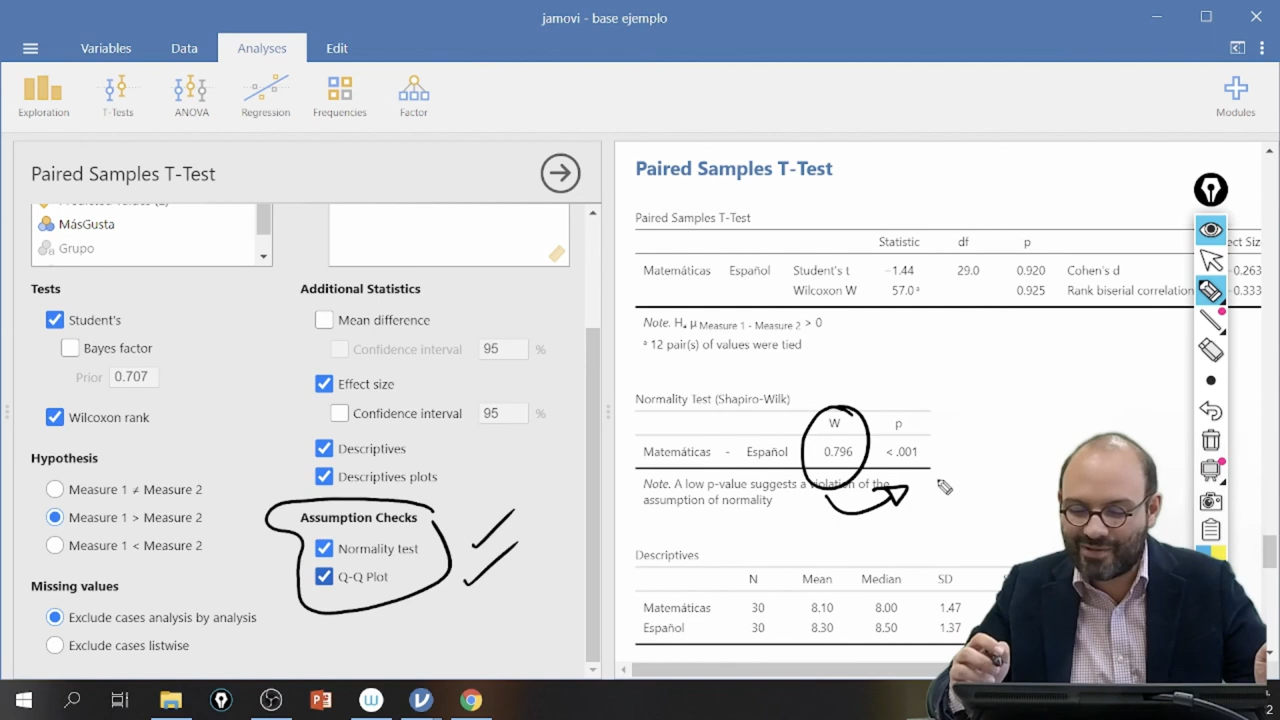 jamovi - base ejemplo
Variables Data Analyses Edit
Exploration T-Tests ANOVA Regression Frequencies Factor Modules
Paired Samples T-Test
MásGusta
Grupo
Tests
Student's
Bayes factor
Prior 0.707
Wilcoxon rank
Hypothesis
Measure 1 ≠ Measure 2
Measure 1 > Measure 2
Measure 1 < Measure 2
Missing values
Exclude cases analysis by analysis
Exclude cases listwise
Additional Statistics
Mean difference
Confidence interval 95 %
Effect size
Confidence interval 95 %
Descriptives
Descriptives plots
Assumption Checks
Normality test
Q-Q Plot
Paired Samples T-Test
Paired Samples T-Test
Statistic df p ect Siz
Matemáticas Español Student's t −1.44 29.0 0.920 Cohen's d -0.263
Wilcoxon W 57.0 ᵃ 0.925 Rank biserial correlation -0.333
Note. Hₐ μ Measure 1 - Measure 2 > 0
ᵃ 12 pair(s) of values were tied
Normality Test (Shapiro-Wilk)
W p
Matemáticas - Español 0.796 < .001
Note. A low p-value suggests a violation of the
assumption of normality
Descriptives
N Mean Median SD
Matemáticas 30 8.10 8.00 1.47
Español 30 8.30 8.50 1.37